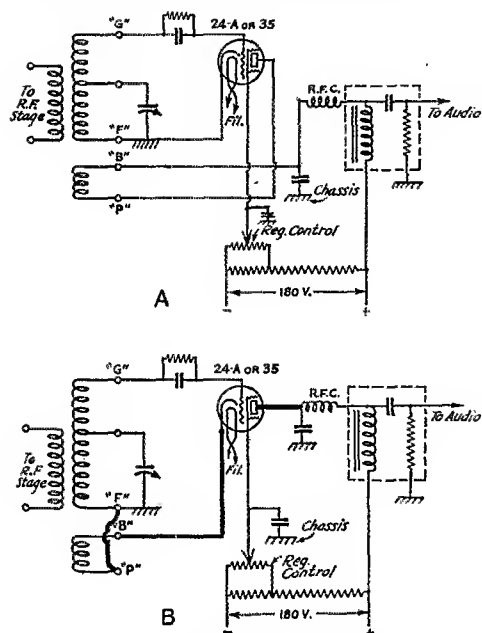 "G"
24-A OR 35
To
R.F.
Stage
R.F.C.
To Audio
Fil.
"F"
"B"
Chassis
"P"
Reg. Control
A
180 V.
- +
"G"
24-A OR 35
R.F.C.
To Audio
To
R.F
Stage
Fil.
"F"
Chassis
"B"
"P"
Reg.
Control
B
180 V.
- +